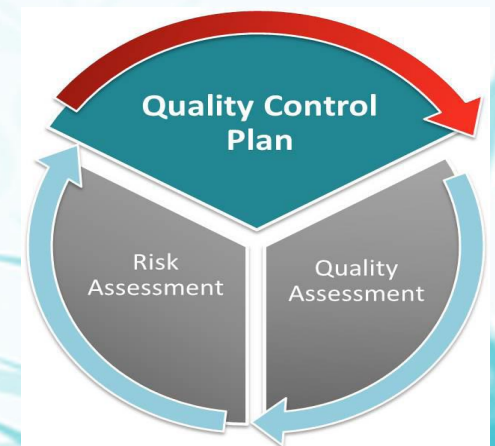 Quality Control
Plan
Risk
Assessment
Quality
Assessment